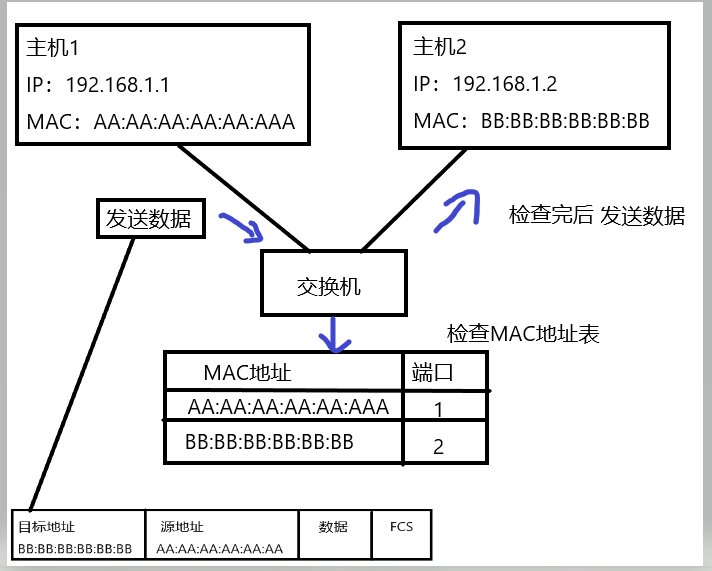 主机1
IP：192.168.1.1
MAC：AA:AA:AA:AA:AA:AAA
主机2
IP：192.168.1.2
MAC：BB:BB:BB:BB:BB:BB
发送数据
检查完后 发送数据
交换机
检查MAC地址表
MAC地址 端口
AA:AA:AA:AA:AA:AAA 1
BB:BB:BB:BB:BB:BB 2
目标地址 源地址 数据 FCS
BB:BB:BB:BB:BB:BB AA:AA:AA:AA:AA:AA